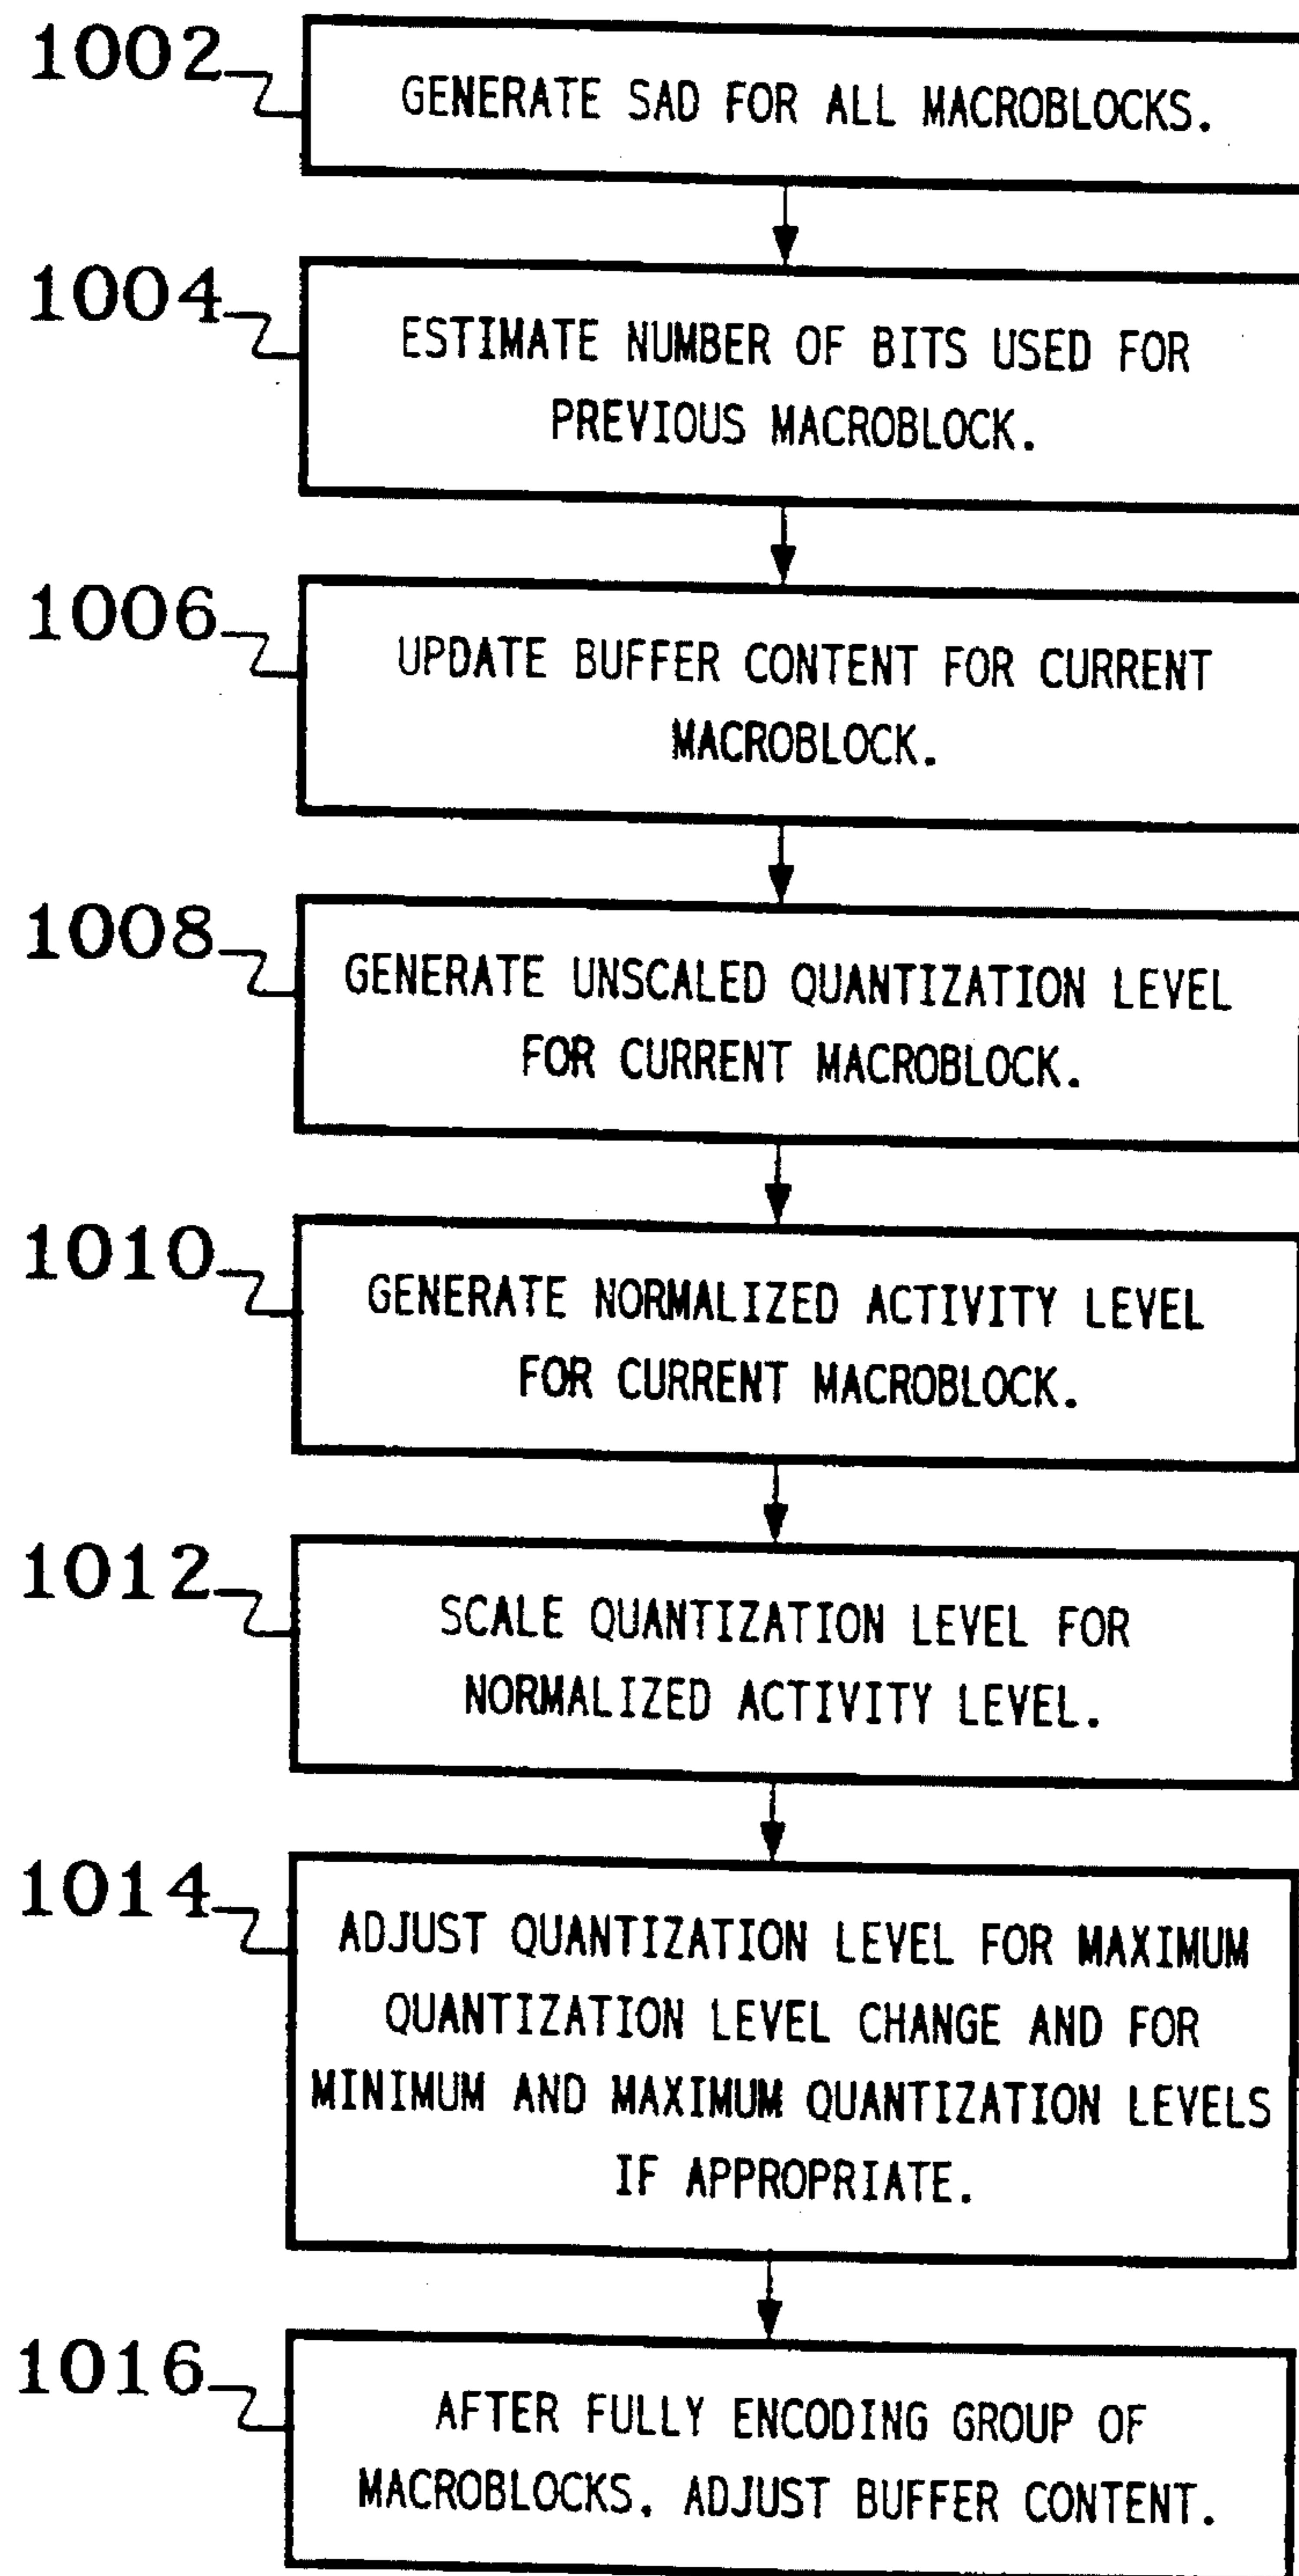 1002
GENERATE SAD FOR ALL MACROBLOCKS.
1004
ESTIMATE NUMBER OF BITS USED FOR
PREVIOUS MACROBLOCK.
1006
UPDATE BUFFER CONTENT FOR CURRENT
MACROBLOCK.
1008
GENERATE UNSCALED QUANTIZATION LEVEL
FOR CURRENT MACROBLOCK.
1010
GENERATE NORMALIZED ACTIVITY LEVEL
FOR CURRENT MACROBLOCK.
1012
SCALE QUANTIZATION LEVEL FOR
NORMALIZED ACTIVITY LEVEL.
1014
ADJUST QUANTIZATION LEVEL FOR MAXIMUM
QUANTIZATION LEVEL CHANGE AND FOR
MINIMUM AND MAXIMUM QUANTIZATION LEVELS
IF APPROPRIATE.
1016
AFTER FULLY ENCODING GROUP OF
MACROBLOCKS, ADJUST BUFFER CONTENT.